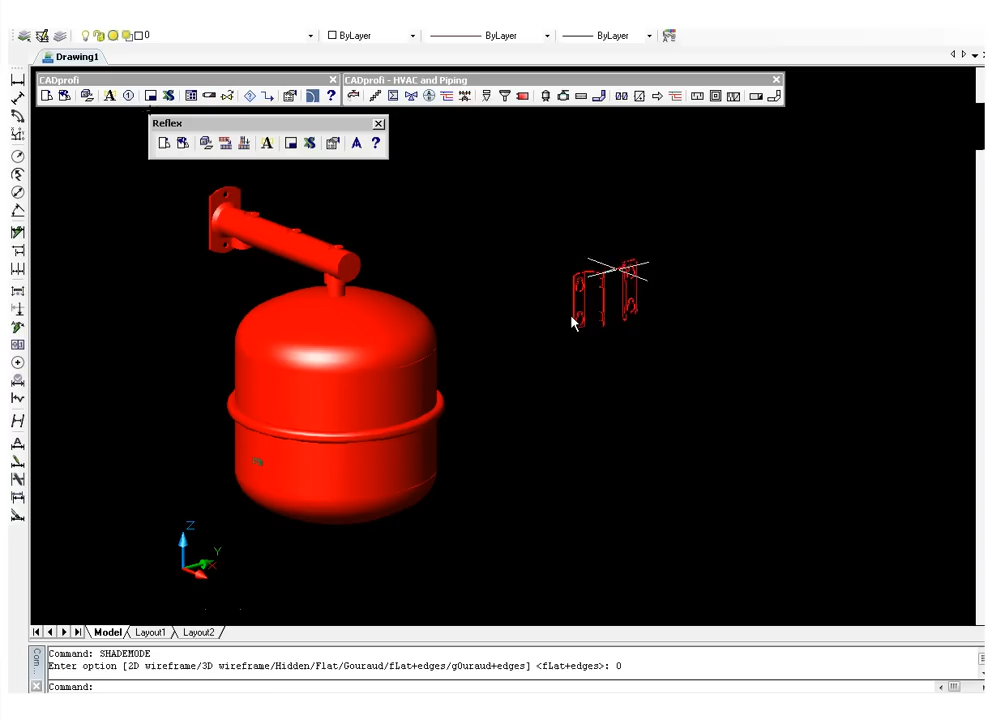 0 ByLayer ByLayer ByLayer
Drawing1
CADprofi CADprofi - HVAC and Piping
Reflex
Z
Y
X
Model Layout1 Layout2
Command: SHADEMODE
Enter option [2D wireframe/3D wireframe/Hidden/Flat/Gouraud/fLat+edges/gOuraud+edges] <fLat+edges>: O
Command:
Com...